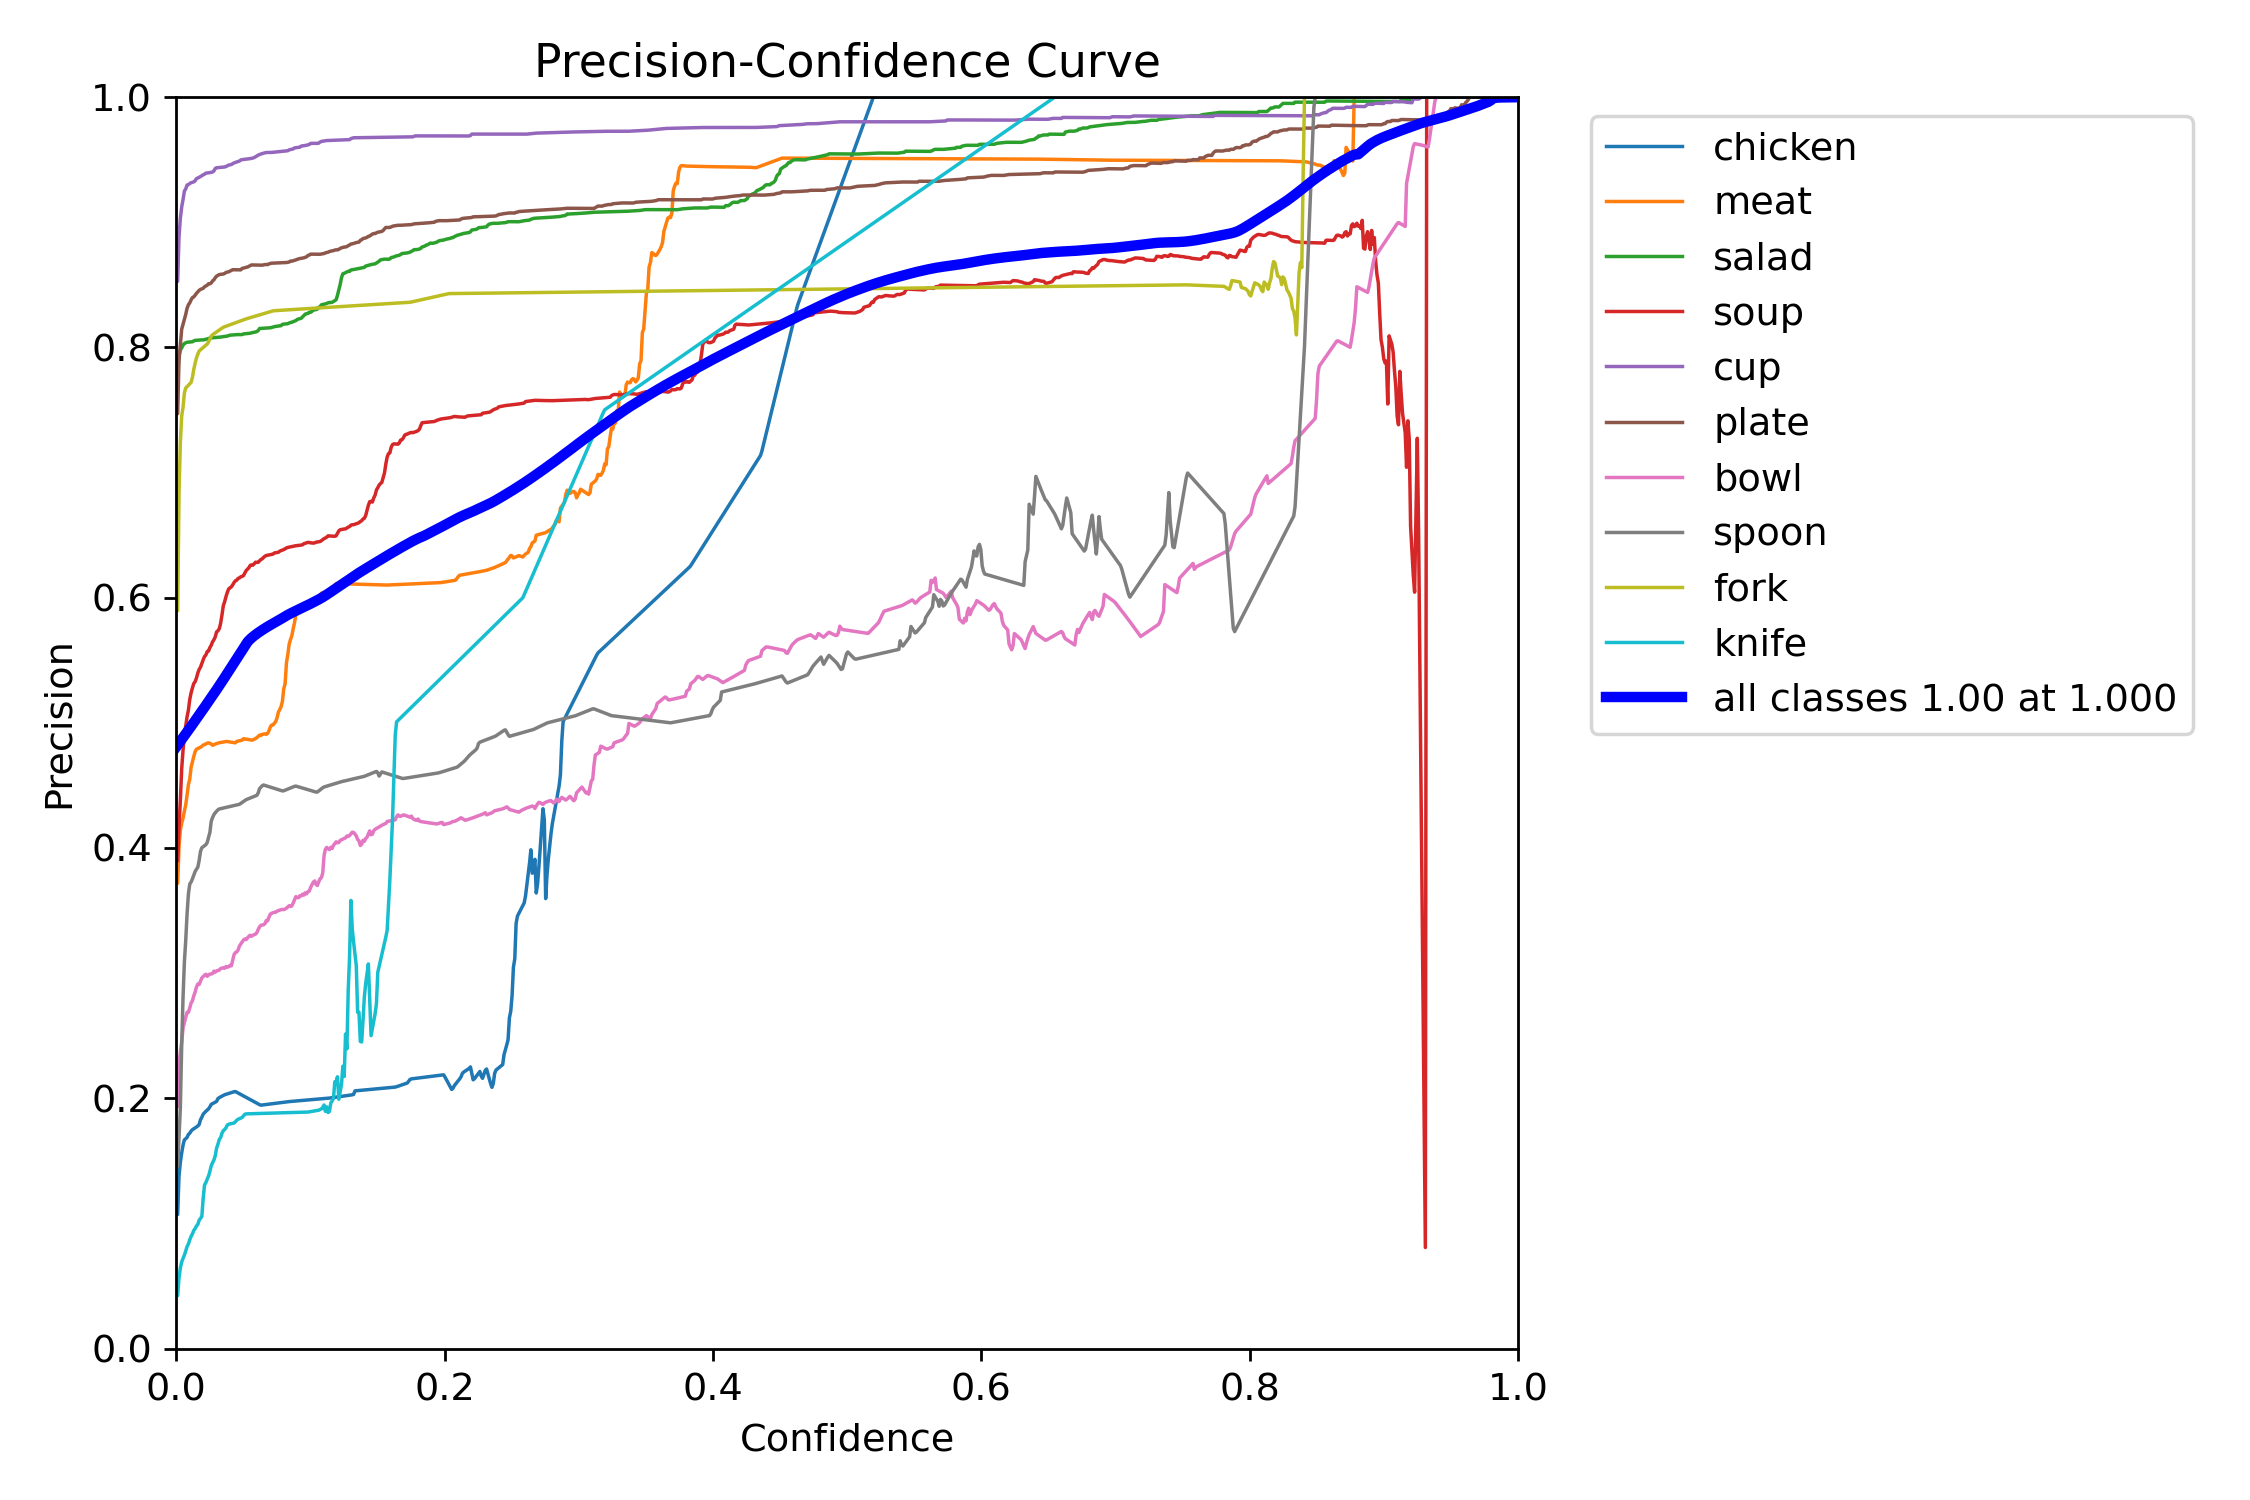 Precision-Confidence Curve
1.0
0.8
0.6
0.4
0.2
0.0
Precision
0.0 0.2 0.4 0.6 0.8 1.0
Confidence
chicken
meat
salad
soup
cup
plate
bowl
spoon
fork
knife
all classes 1.00 at 1.000